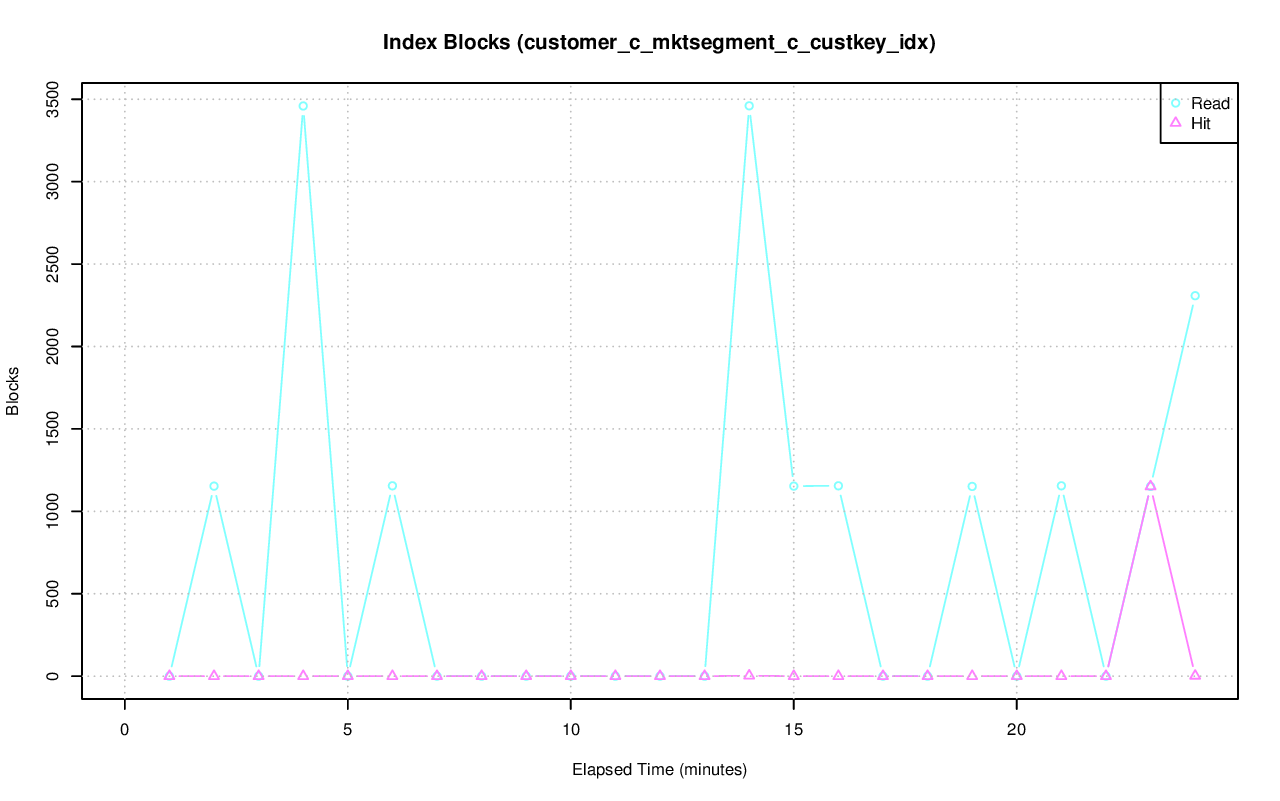 Index Blocks (customer_c_mktsegment_c_custkey_idx)
Read
Hit
Blocks
3500
3000
2500
2000
1500
1000
500
0
0 5 10 15 20
Elapsed Time (minutes)